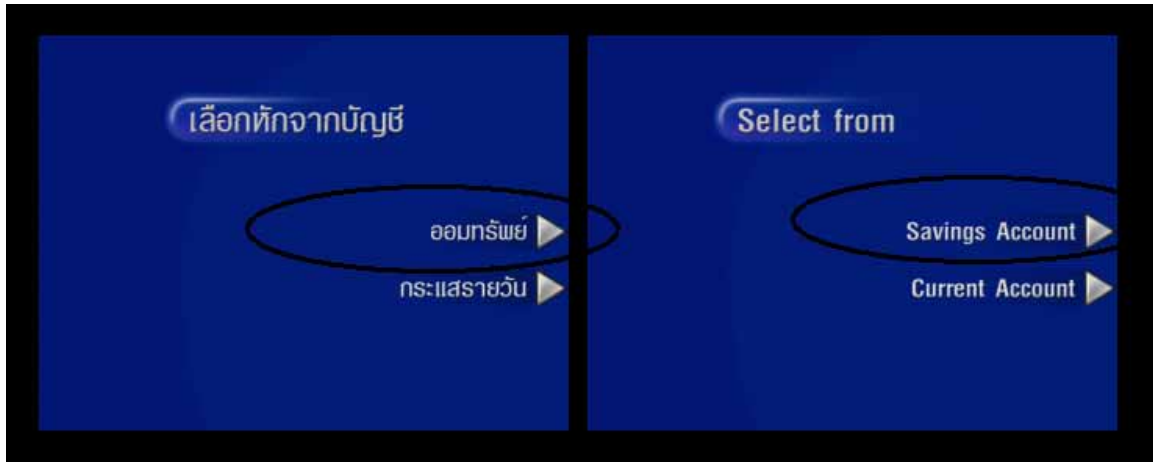 เลือกหักจากบัญชี
ออมทรัพย์
กระแสรายวัน
Select from
Savings Account
Current Account